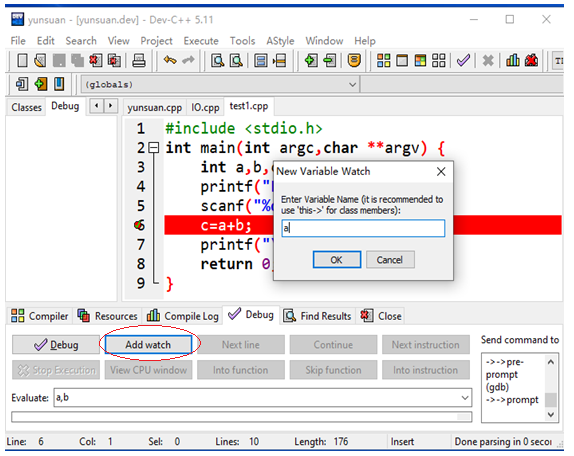 yunsuan - [yunsuan.dev] - Dev-C++ 5.11
File Edit Search View Project Execute Tools AStyle Window Help
(globals)
Classes Debug yunsuan.cpp IO.cpp test1.cpp
1 #include <stdio.h>
2 int main(int argc,char **argv) {
3 int a,b,
4 printf("
5 scanf("%
6 c=a+b;
7 printf("\
8 return 0
9 }
New Variable Watch
Enter Variable Name (it is recommended to
use 'this->' for class members):
a
OK Cancel
Compiler Resources Compile Log Debug Find Results Close
Debug Add watch Next line Continue Next instruction
Stop Execution View CPU window Into function Skip function Into instruction
Send command to
->->pre-
prompt
(gdb)
->->prompt
Evaluate: a,b
Line: 6 Col: 1 Sel: 0 Lines: 10 Length: 176 Insert Done parsing in 0 seco